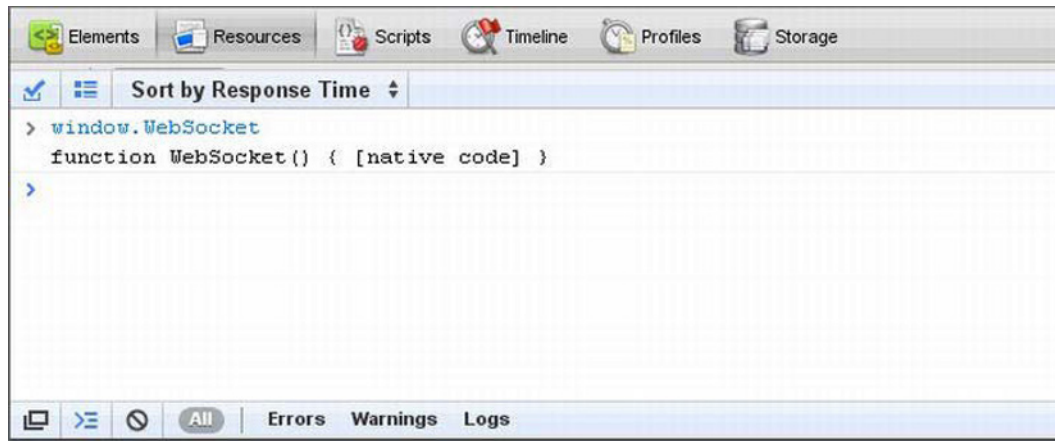 Elements Resources Scripts Timeline Profiles Storage
Sort by Response Time
> window.WebSocket
function WebSocket() { [native code] }
>
All Errors Warnings Logs